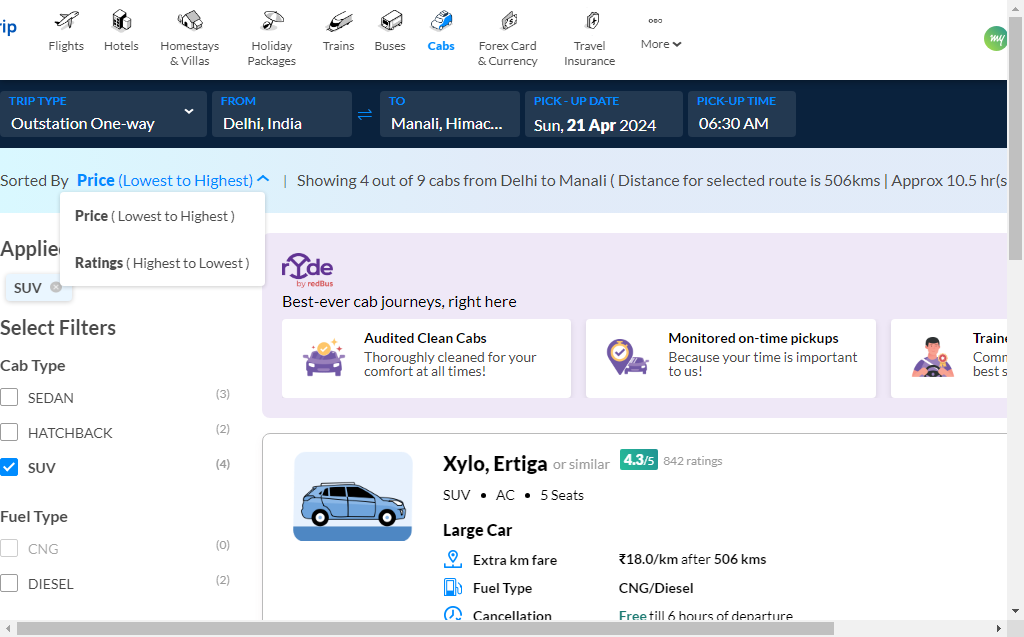 rip
Flights
Hotels
Homestays
& Villas
Holiday
Packages
Trains
Buses
Cabs
Forex Card
& Currency
Travel
Insurance
More
my
TRIP TYPE
Outstation One-way
FROM
Delhi, India
TO
Manali, Himac...
PICK - UP DATE
Sun, 21 Apr 2024
PICK-UP TIME
06:30 AM
Sorted By Price (Lowest to Highest) | Showing 4 out of 9 cabs from Delhi to Manali ( Distance for selected route is 506kms | Approx 10.5 hr(s
Price ( Lowest to Highest )
Ratings ( Highest to Lowest )
Applie
SUV
Select Filters
Cab Type
SEDAN (3)
HATCHBACK (2)
SUV (4)
Fuel Type
CNG (0)
DIESEL (2)
rYde
by redBus
Best-ever cab journeys, right here
Audited Clean Cabs
Thoroughly cleaned for your
comfort at all times!
Monitored on-time pickups
Because your time is important
to us!
Traine
Comm
best s
Xylo, Ertiga or similar 4.3/5 842 ratings
SUV • AC • 5 Seats
Large Car
Extra km fare ₹18.0/km after 506 kms
Fuel Type CNG/Diesel
Cancellation Free till 6 hours of departure